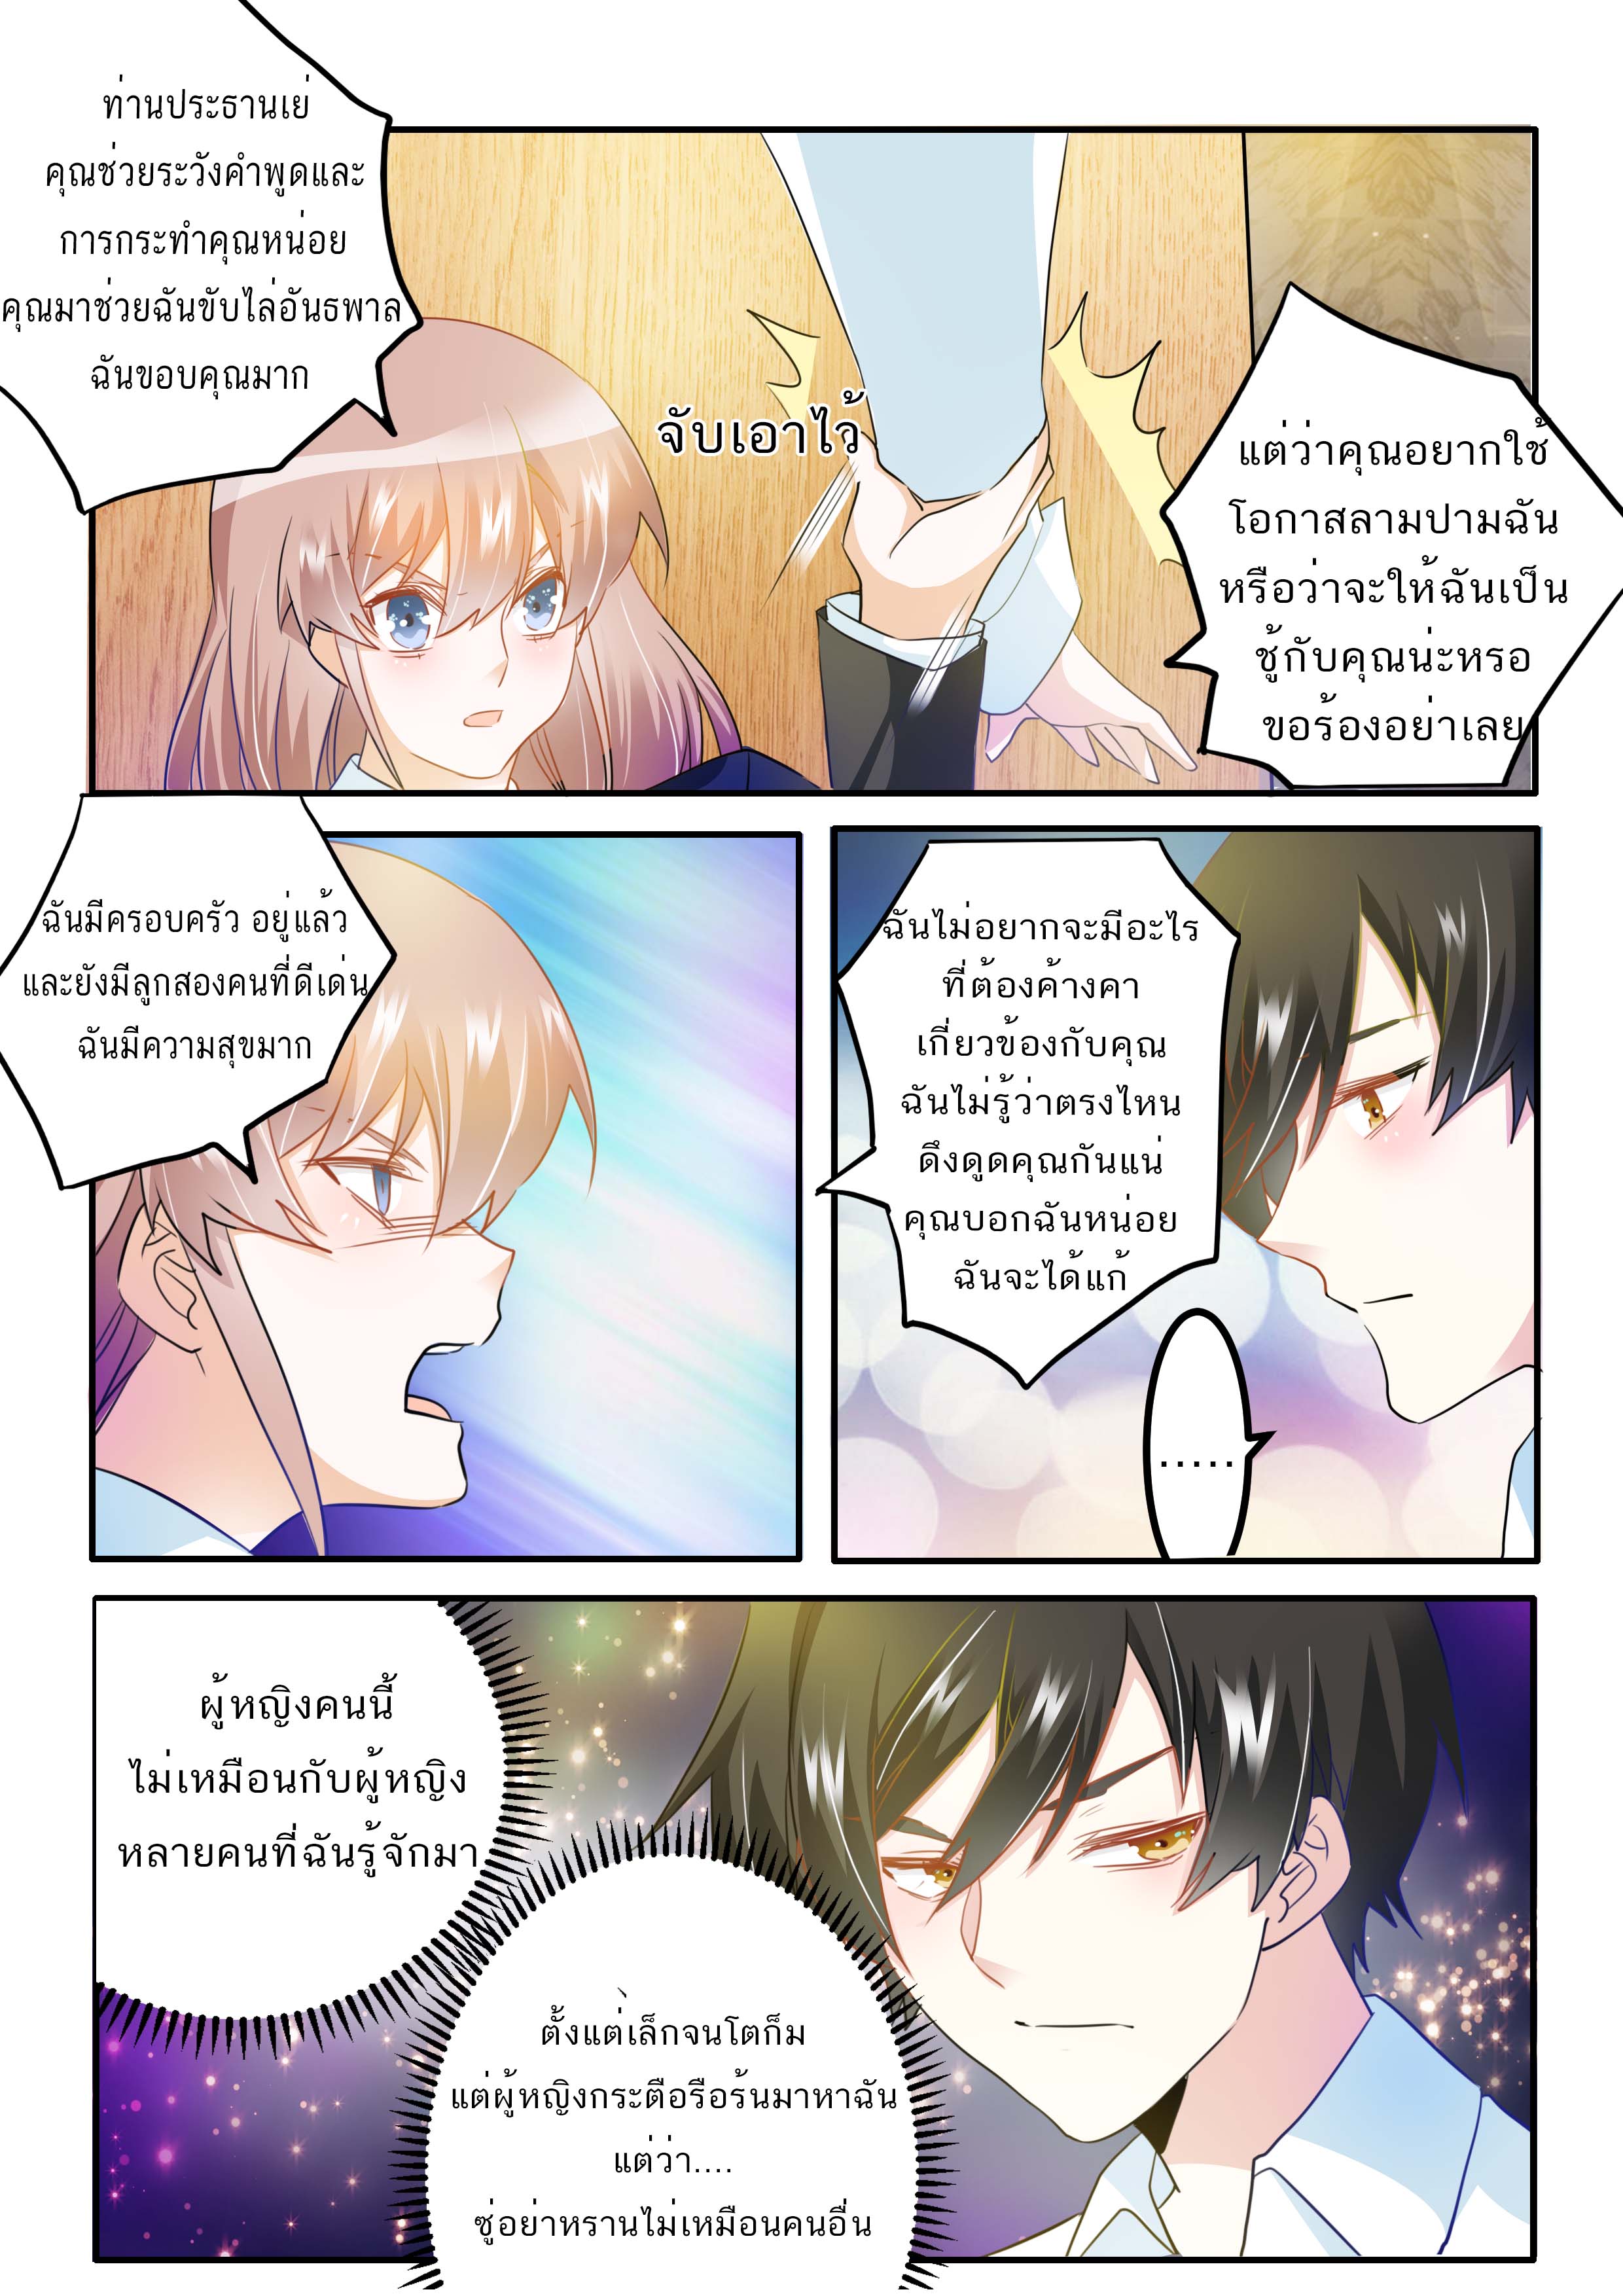 ท่านประธานเย่
คุณช่วยระวังคำพูดและ
การกระทำคุณหน่อย
คุณมาช่วยฉันขับไล่อันธพาล
ฉันขอบคุณมาก
จับเอาไว้
แต่ว่าคุณอยากใช้
โอกาสลามปามฉัน
หรือว่าจะให้ฉันเป็น
ชู้กับคุณน่ะหรอ
ขอร้องอย่าเลย
ฉันมีครอบครัว อยู่แล้ว
และยังมีลูกสองคนที่ดีเด่น
ฉันมีความสุขมาก
ฉันไม่อยากจะมีอะไร
ที่ต้องค้างคา
เกี่ยวข้องกับคุณ
ฉันไม่รู้ว่าตรงไหน
ดึงดูดคุณกันแน่
คุณบอกฉันหน่อย
ฉันจะได้แก้
.....
ผู้หญิงคนนี้
ไม่เหมือนกับผู้หญิง
หลายคนที่ฉันรู้จักมา
ตั้งแต่เล็กจนโตก็ม
แต่ผู้หญิงกระตือรือร้นมาหาฉัน
แต่ว่า....
ซู่อย่าหรานไม่เหมือนคนอื่น